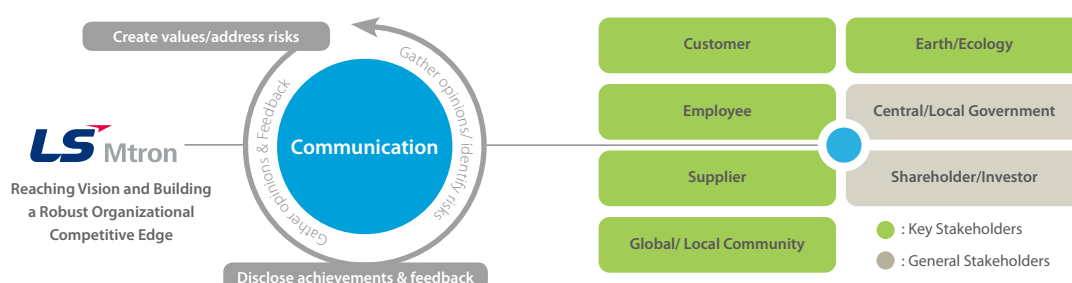 Create values/address risks
Gather opinions/ identify risks
Gather opinions & Feedback
Communication
Disclose achievements & feedback
LS Mtron
Reaching Vision and Building
a Robust Organizational
Competitive Edge
Customer
Earth/Ecology
Employee
Central/Local Government
Supplier
Shareholder/Investor
Global/ Local Community
: Key Stakeholders
: General Stakeholders